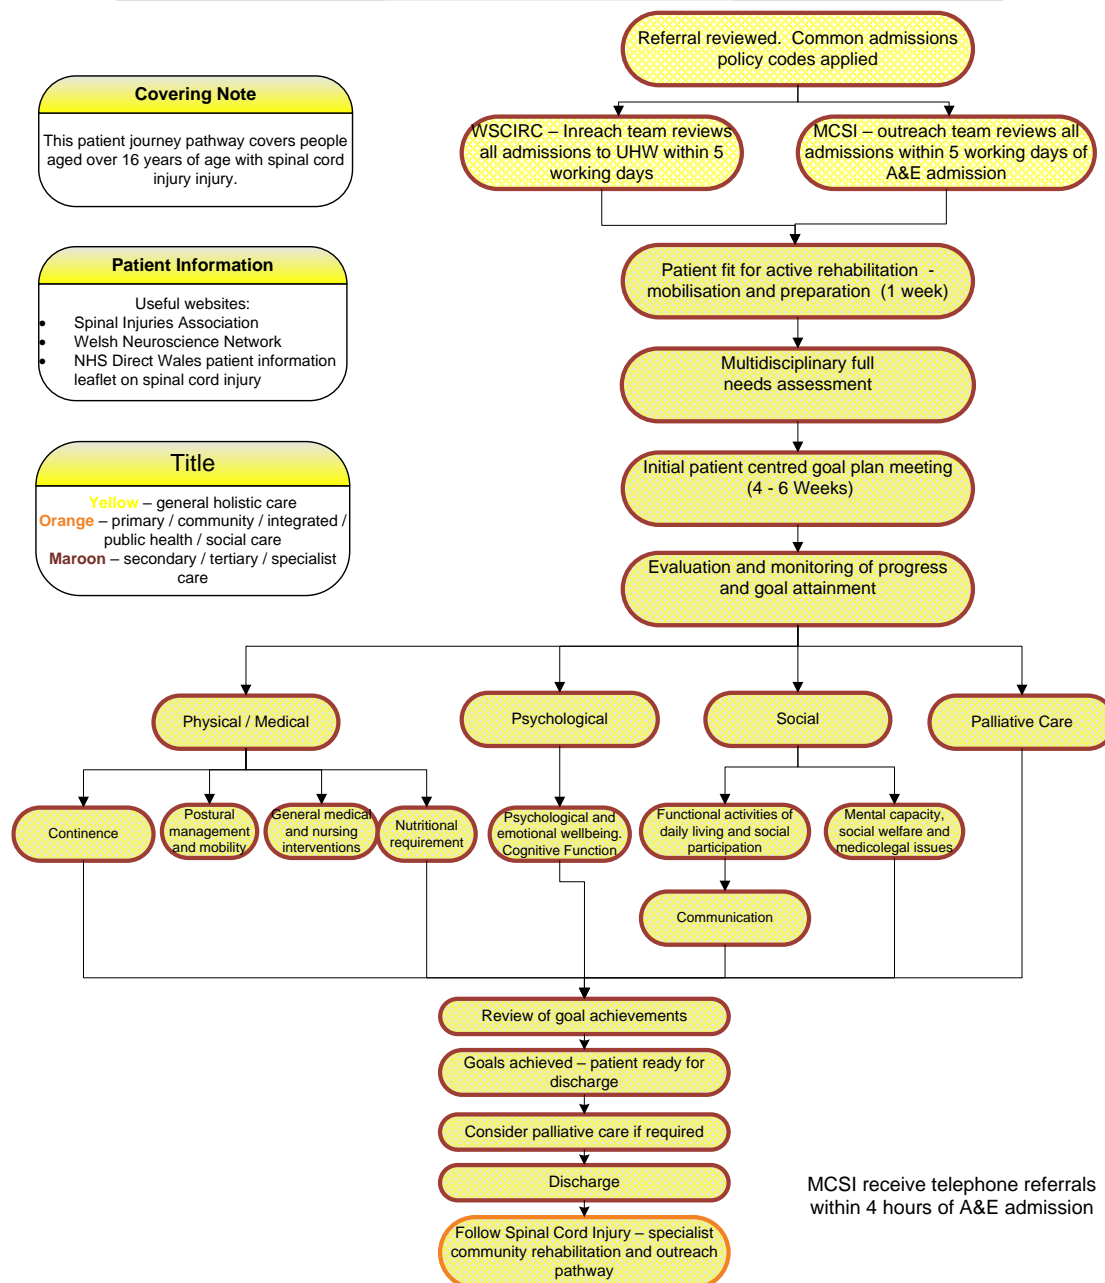 Referral reviewed.  Common admissions
policy codes applied
Covering Note
This patient journey pathway covers people
aged over 16 years of age with spinal cord
injury injury.
WSCIRC – Inreach team reviews
all admissions to UHW within 5
working days
MCSI – outreach team reviews all
admissions within 5 working days of
A&E admission
Patient Information
Useful websites:
• Spinal Injuries Association
• Welsh Neuroscience Network
• NHS Direct Wales patient information
leaflet on spinal cord injury
Patient fit for active rehabilitation  -
mobilisation and preparation  (1 week)
Multidisciplinary full
needs assessment
Title
Yellow – general holistic care
Orange – primary / community / integrated /
public health / social care
Maroon – secondary / tertiary / specialist
care
Initial patient centred goal plan meeting
(4 - 6 Weeks)
Evaluation and monitoring of progress
and goal attainment
Physical / Medical
Psychological
Social
Palliative Care
Continence
Postural
management
and mobility
General medical
and nursing
interventions
Nutritional
requirement
Psychological and
emotional wellbeing.
Cognitive Function
Functional activities of
daily living and social
participation
Mental capacity,
social welfare and
medicolegal issues
Communication
Review of goal achievements
Goals achieved – patient ready for
discharge
Consider palliative care if required
Discharge
MCSI receive telephone referrals
within 4 hours of A&E admission
Follow Spinal Cord Injury – specialist
community rehabilitation and outreach
pathway